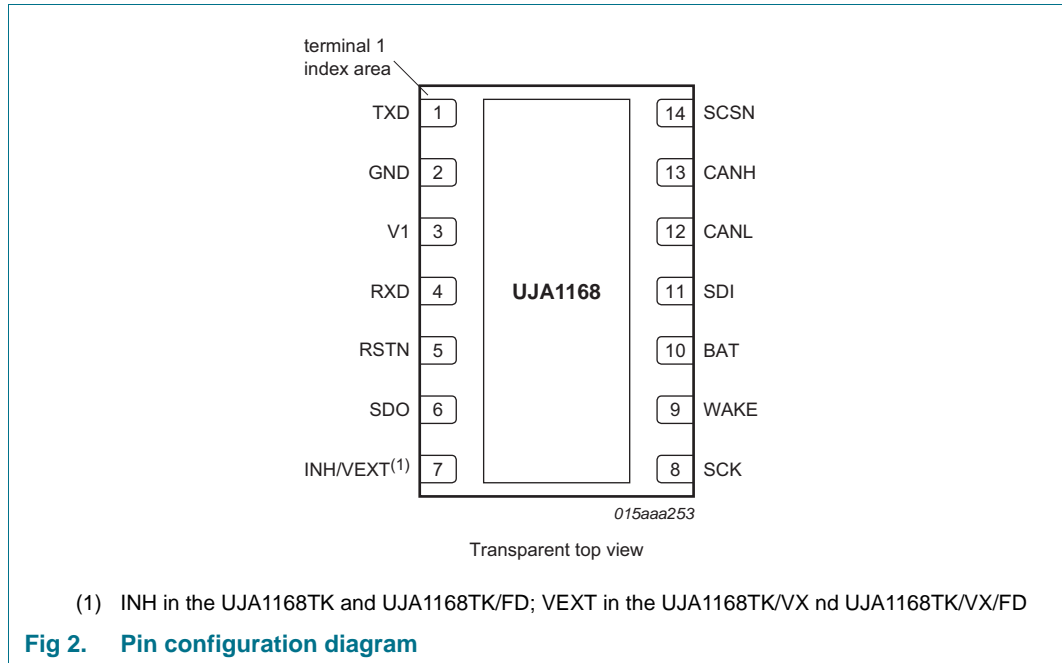 terminal 1
index area
TXD 1
GND 2
V1 3
RXD 4
RSTN 5
SDO 6
INH/VEXT(1) 7
UJA1168
14 SCSN
13 CANH
12 CANL
11 SDI
10 BAT
9 WAKE
8 SCK
015aaa253
Transparent top view
(1) INH in the UJA1168TK and UJA1168TK/FD; VEXT in the UJA1168TK/VX nd UJA1168TK/VX/FD
Fig 2. Pin configuration diagram